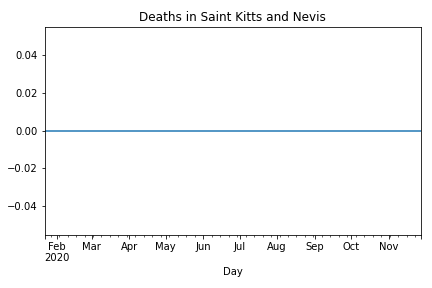 Deaths in Saint Kitts and Nevis
0.04
0.02
0.00
−0.02
−0.04
Feb Mar Apr May Jun Jul Aug Sep Oct Nov
2020
Day